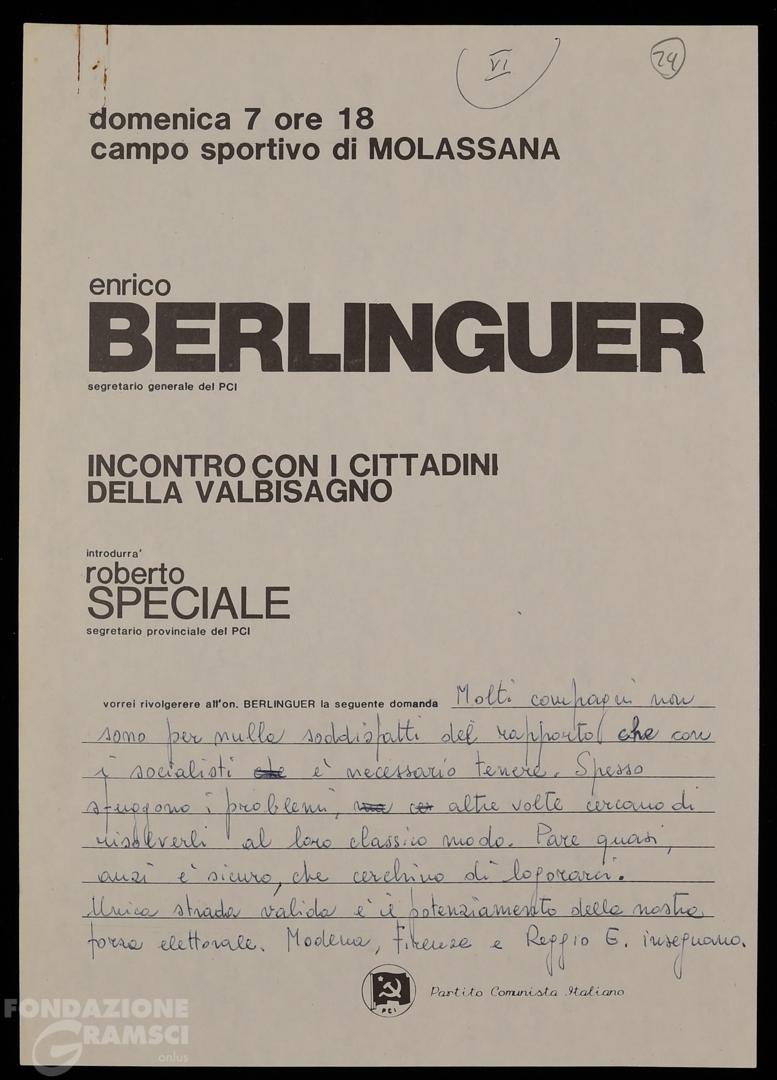 VI
24
domenica 7 ore 18
campo sportivo di MOLASSANA
enrico
BERLINGUER
segretario generale del PCI
INCONTRO CON I CITTADINI
DELLA VALBISAGNO
introdurra'
roberto
SPECIALE
segretario provinciale del PCI
vorrei rivolgerere all'on. BERLINGUER la seguente domanda Molti compagni non
sono per nulla soddisfatti del rapporto che con
i socialisti che è necessario tenere. Spesso
sfuggono i problemi, altre volte cercano di
risolverli al loro classico modo. Pare quasi,
anzi è sicuro, che cerchino di logorarci.
Unica strada valida è il potenziamento della nostra
forza elettorale. Modena, Firenze e Reggio E. insegnano.
PCI
Partito Comunista Italiano
FONDAZIONE
GRAMSCI
onlus